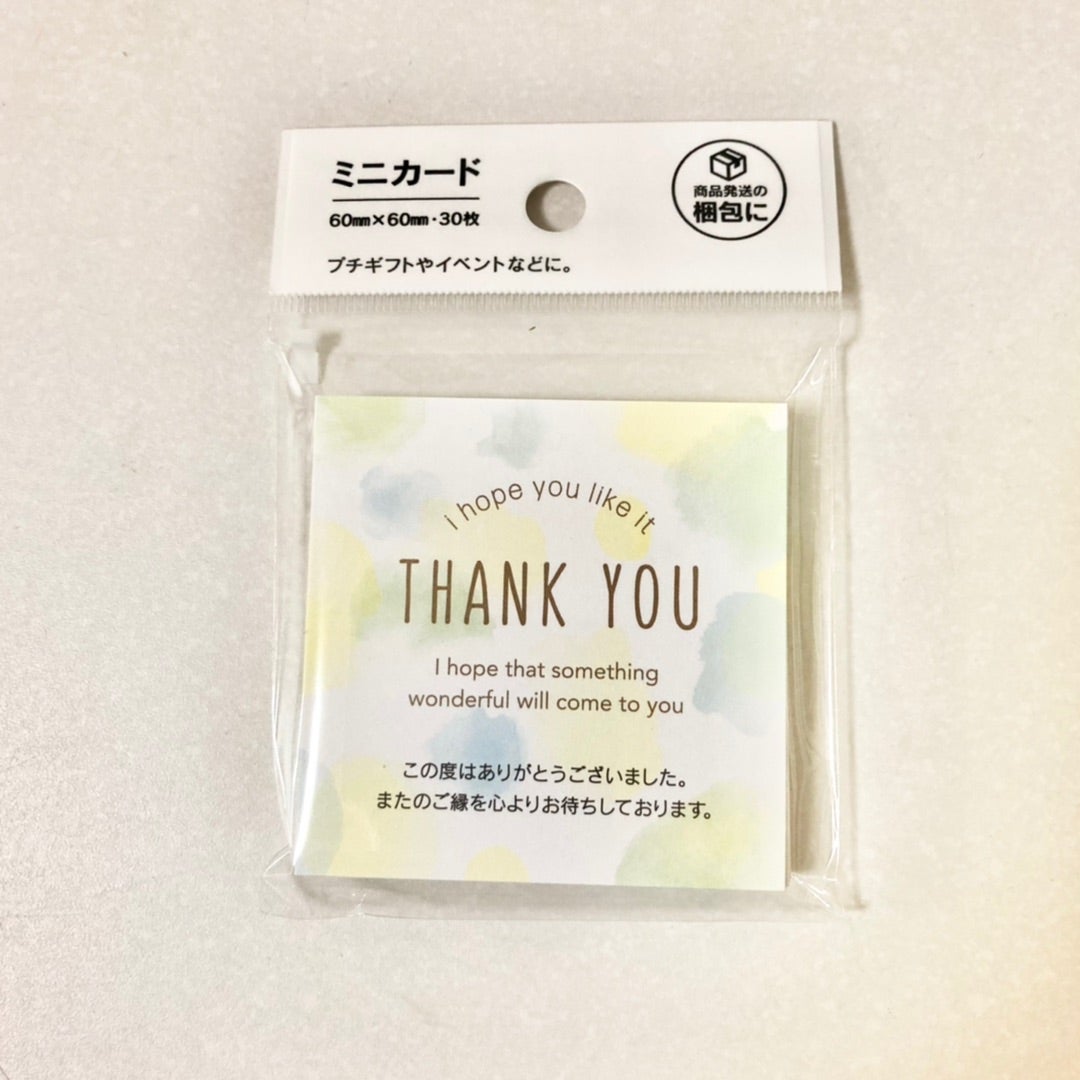 ミニカード
60mm×60mm・30枚
プチギフトやイベントなどに。
商品発送の
梱包に
i hope you like it
THANK YOU
I hope that something
wonderful will come to you
この度はありがとうございました。
またのご縁を心よりお待ちしております。